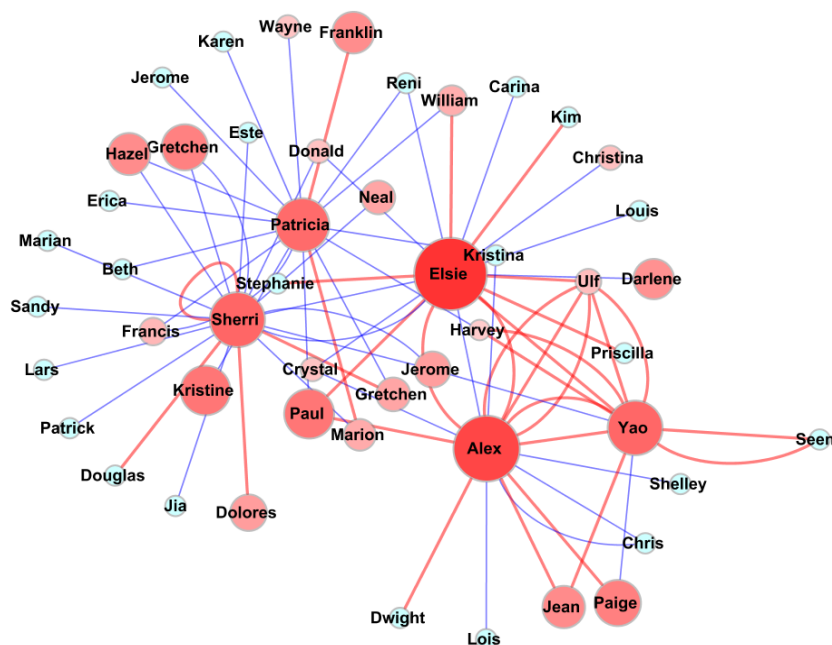 Wayne
Franklin
Karen
Jerome
Reni
William
Carina
Kim
Este
Gretchen
Hazel
Donald
Christina
Neal
Erica
Louis
Patricia
Marian
Kristina
Beth
Elsie
Stephanie
Ulf
Darlene
Sandy
Sherri
Francis
Harvey
Priscilla
Lars
Crystal
Jerome
Kristine
Gretchen
Paul
Patrick
Marion
Yao
Seen
Alex
Douglas
Shelley
Jia
Dolores
Chris
Jean
Paige
Dwight
Lois